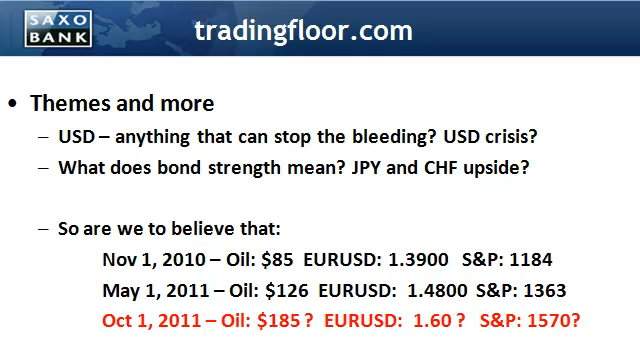 SAXO
BANK
tradingfloor.com
• Themes and more
– USD – anything that can stop the bleeding? USD crisis?
– What does bond strength mean? JPY and CHF upside?
– So are we to believe that:
Nov 1, 2010 – Oil: $85 EURUSD: 1.3900 S&P: 1184
May 1, 2011 – Oil: $126 EURUSD: 1.4800 S&P: 1363
Oct 1, 2011 – Oil: $185 ? EURUSD: 1.60 ? S&P: 1570?